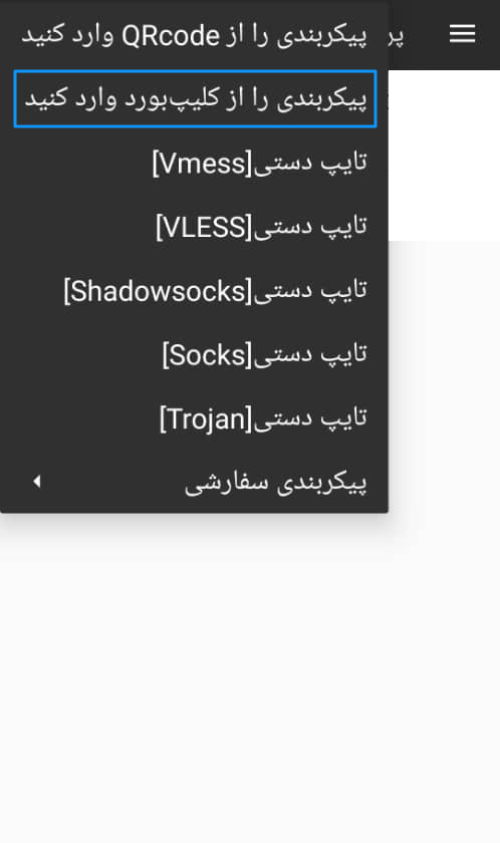 پیکربندی را از QRcode وارد کنید
پیکربندی را از کلیپ‌بورد وارد کنید
تایپ دستی[Vmess]
تایپ دستی[VLESS]
تایپ دستی[Shadowsocks]
تایپ دستی[Socks]
تایپ دستی[Trojan]
پیکربندی سفارشی